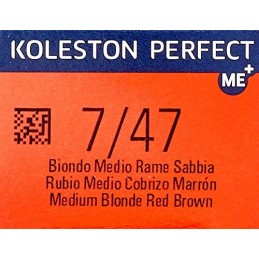 KOLESTON PERFECT
ME+
7/47
Biondo Medio Rame Sabbia
Rubio Medio Cobrizo Marrón
Medium Blonde Red Brown